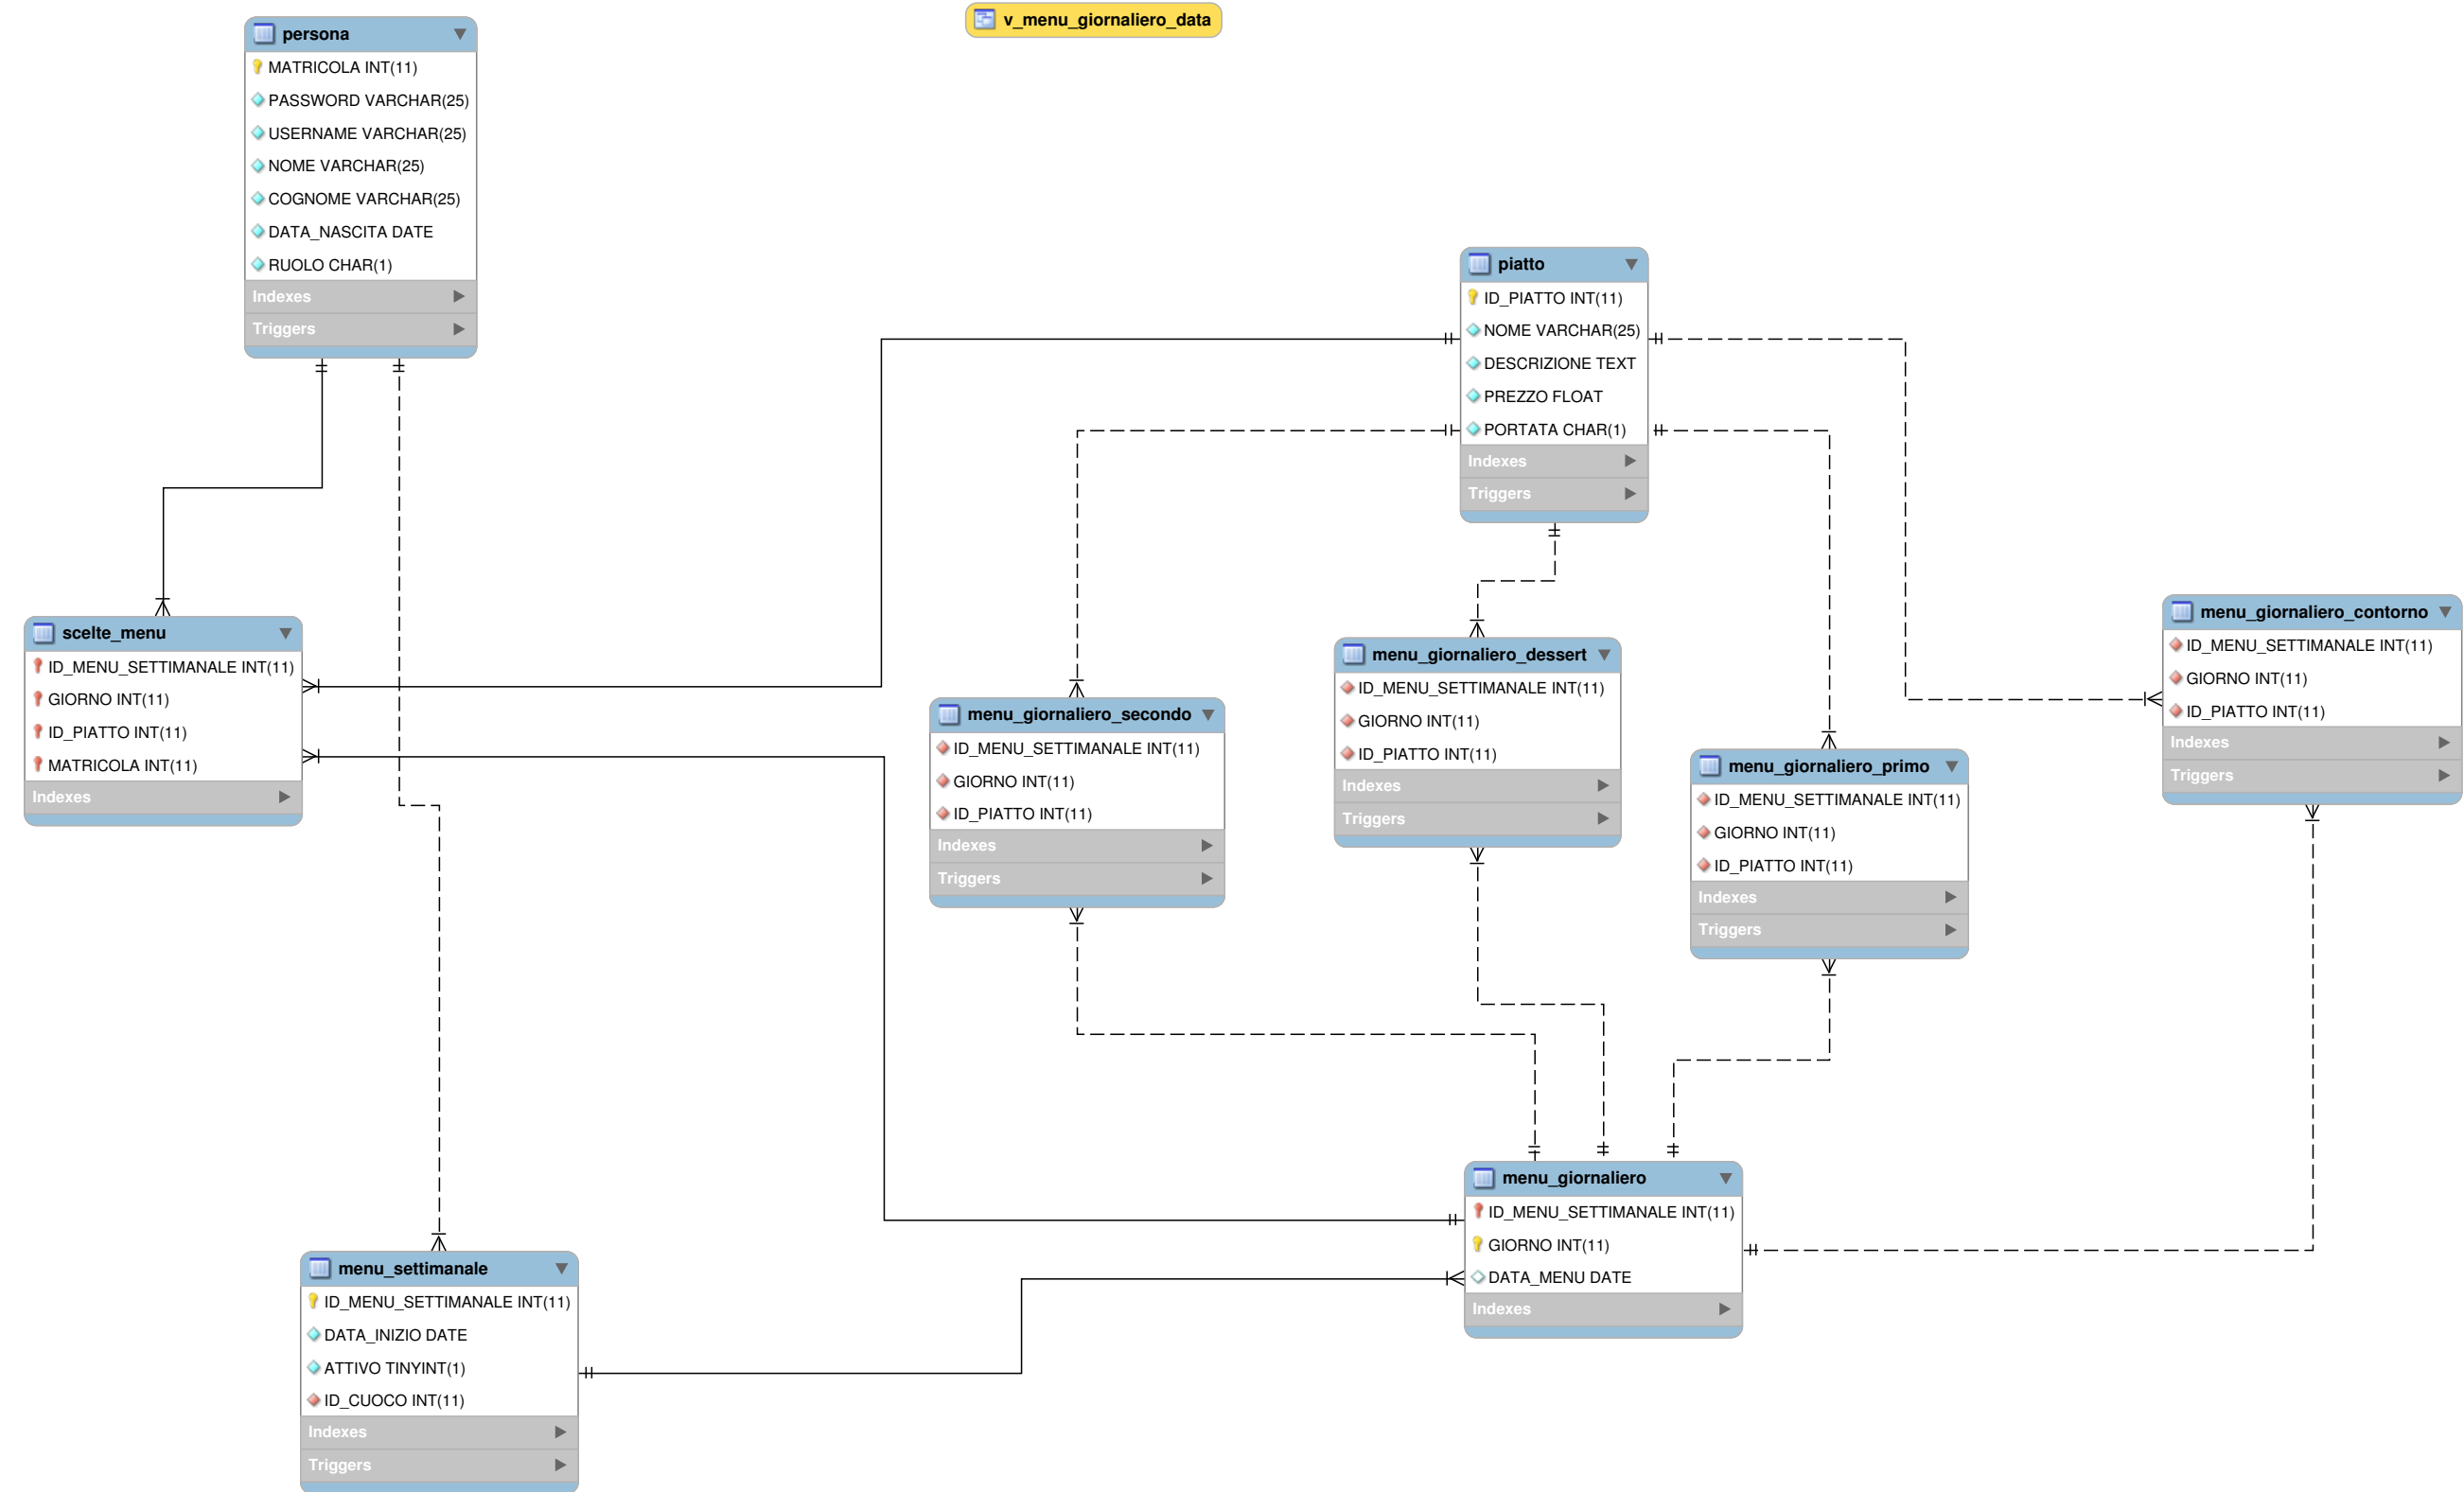 v_menu_giornaliero_data
persona
MATRICOLA INT(11)
PASSWORD VARCHAR(25)
USERNAME VARCHAR(25)
NOME VARCHAR(25)
COGNOME VARCHAR(25)
DATA_NASCITA DATE
RUOLO CHAR(1)
Indexes
Triggers
piatto
ID_PIATTO INT(11)
NOME VARCHAR(25)
DESCRIZIONE TEXT
PREZZO FLOAT
PORTATA CHAR(1)
Indexes
Triggers
scelte_menu
ID_MENU_SETTIMANALE INT(11)
GIORNO INT(11)
ID_PIATTO INT(11)
MATRICOLA INT(11)
Indexes
menu_giornaliero_secondo
ID_MENU_SETTIMANALE INT(11)
GIORNO INT(11)
ID_PIATTO INT(11)
Indexes
Triggers
menu_giornaliero_dessert
ID_MENU_SETTIMANALE INT(11)
GIORNO INT(11)
ID_PIATTO INT(11)
Indexes
Triggers
menu_giornaliero_primo
ID_MENU_SETTIMANALE INT(11)
GIORNO INT(11)
ID_PIATTO INT(11)
Indexes
Triggers
menu_giornaliero_contorno
ID_MENU_SETTIMANALE INT(11)
GIORNO INT(11)
ID_PIATTO INT(11)
Indexes
Triggers
menu_giornaliero
ID_MENU_SETTIMANALE INT(11)
GIORNO INT(11)
DATA_MENU DATE
Indexes
menu_settimanale
ID_MENU_SETTIMANALE INT(11)
DATA_INIZIO DATE
ATTIVO TINYINT(1)
ID_CUOCO INT(11)
Indexes
Triggers